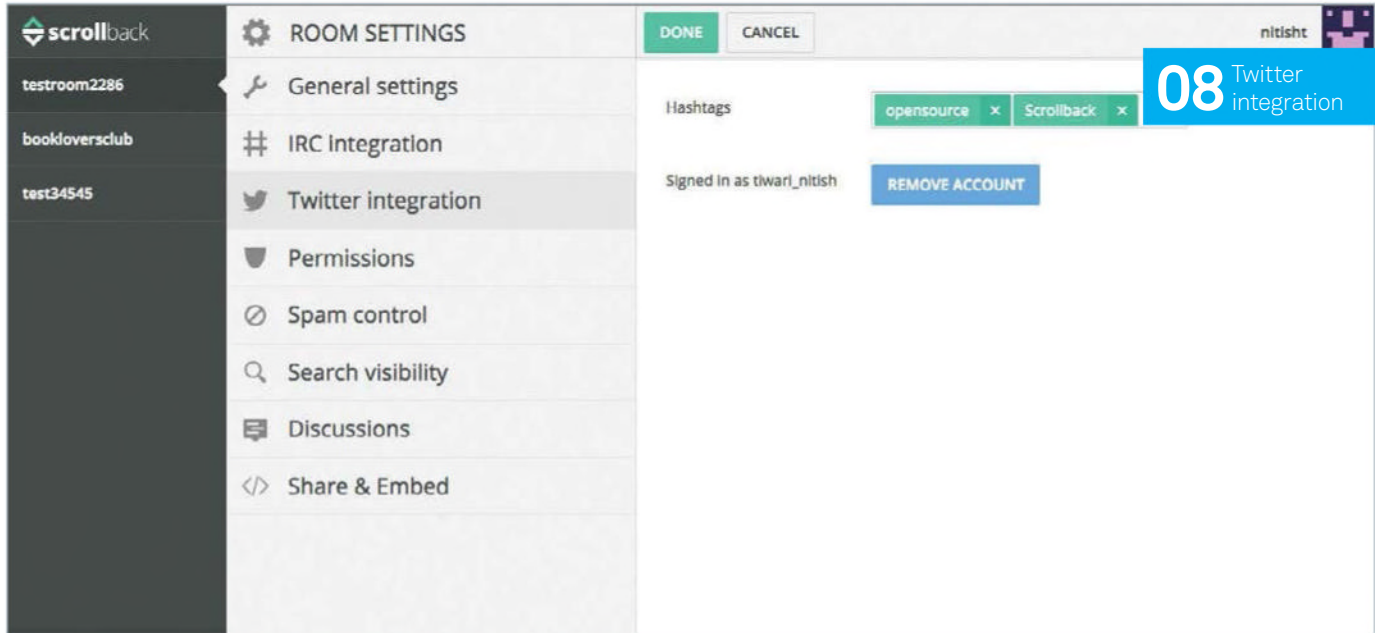 scrollback
testroom2286
bookloversclub
test34545
ROOM SETTINGS
General settings
IRC integration
Twitter integration
Permissions
Spam control
Search visibility
Discussions
Share & Embed
DONE CANCEL
nitisht
08 Twitter
integration
Hashtags opensource × Scrollback ×
Signed in as tiwari_nitish REMOVE ACCOUNT